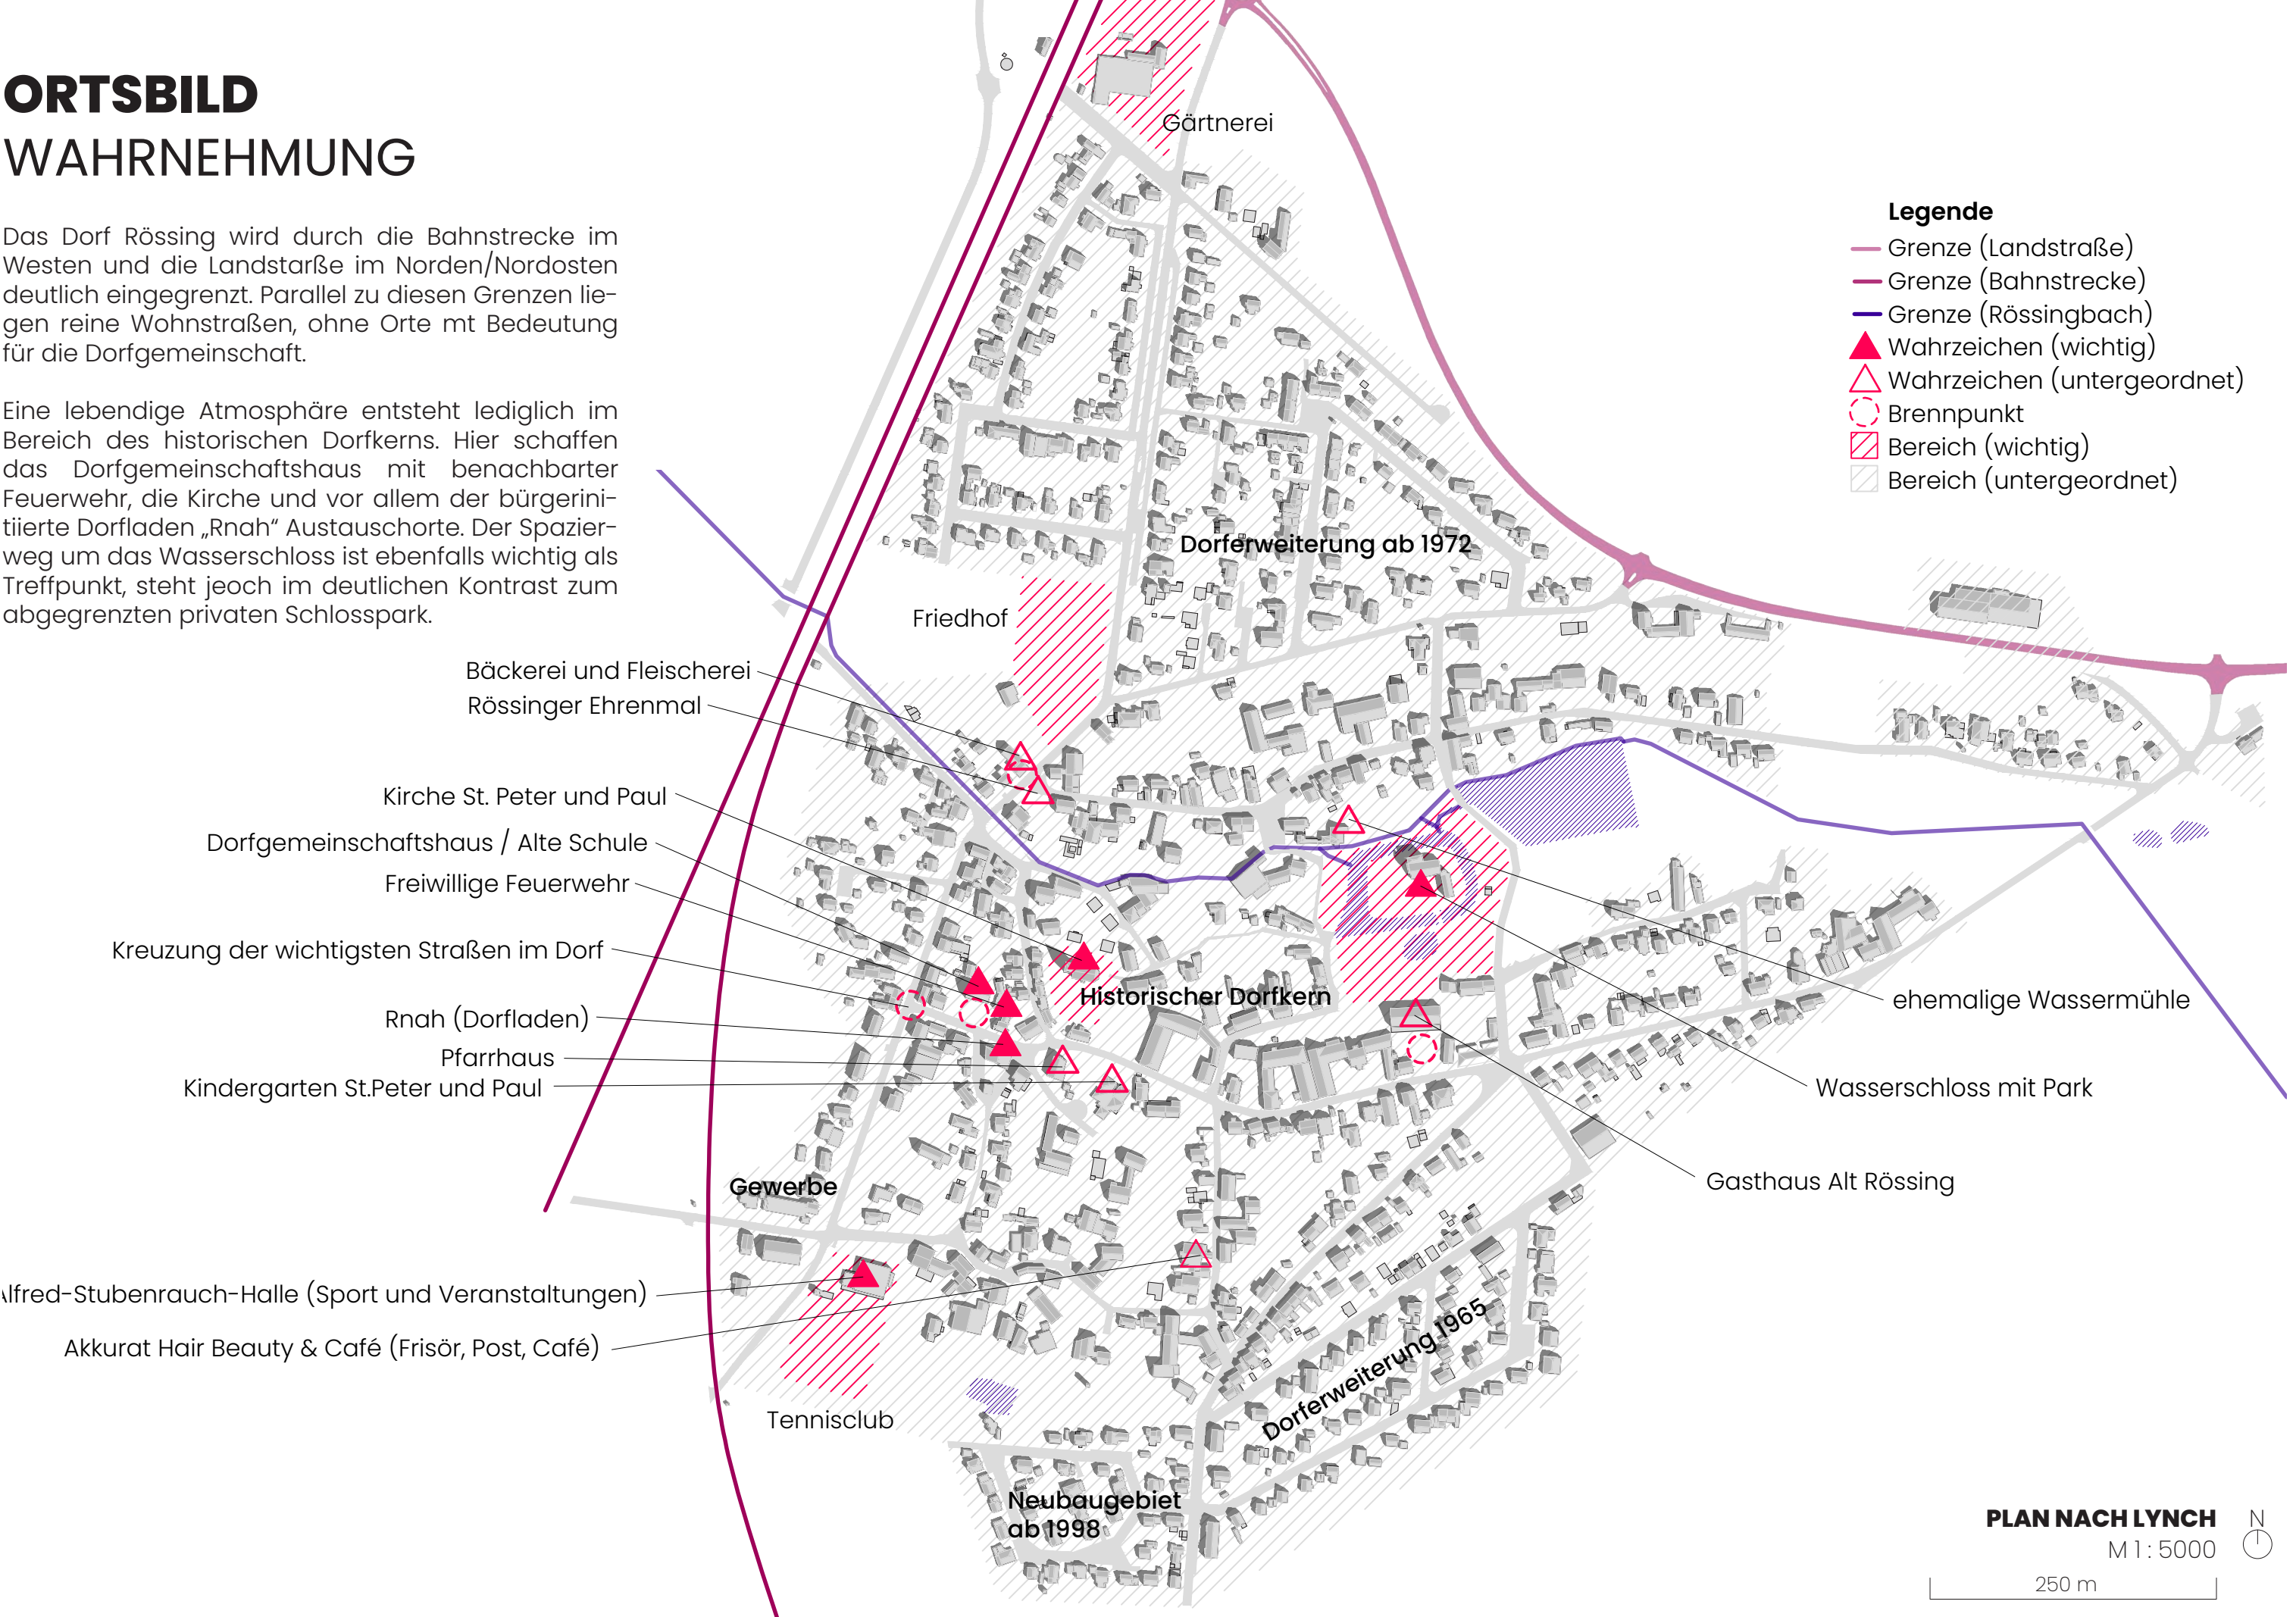 ORTSBILD
WAHRNEHMUNG
Das Dorf Rössing wird durch die Bahnstrecke im
Westen und die Landstarße im Norden/Nordosten
deutlich eingegrenzt. Parallel zu diesen Grenzen lie-
gen reine Wohnstraßen, ohne Orte mt Bedeutung
für die Dorfgemeinschaft.
Eine lebendige Atmosphäre entsteht lediglich im
Bereich des historischen Dorfkerns. Hier schaffen
das Dorfgemeinschaftshaus mit benachbarter
Feuerwehr, die Kirche und vor allem der bürgerini-
tiierte Dorfladen „Rnah“ Austauschorte. Der Spazier-
weg um das Wasserschloss ist ebenfalls wichtig als
Treffpunkt, steht jeoch im deutlichen Kontrast zum
abgegrenzten privaten Schlosspark.
Legende
Grenze (Landstraße)
Grenze (Bahnstrecke)
Grenze (Rössingbach)
Wahrzeichen (wichtig)
Wahrzeichen (untergeordnet)
Brennpunkt
Bereich (wichtig)
Bereich (untergeordnet)
Gärtnerei
Dorferweiterung ab 1972
Friedhof
Bäckerei und Fleischerei
Rössinger Ehrenmal
Kirche St. Peter und Paul
Dorfgemeinschaftshaus / Alte Schule
Freiwillige Feuerwehr
Kreuzung der wichtigsten Straßen im Dorf
Rnah (Dorfladen)
Pfarrhaus
Kindergarten St.Peter und Paul
Historischer Dorfkern
ehemalige Wassermühle
Wasserschloss mit Park
Gasthaus Alt Rössing
Gewerbe
lfred-Stubenrauch-Halle (Sport und Veranstaltungen)
Akkurat Hair Beauty & Café (Frisör, Post, Café)
Tennisclub
Dorferweiterung 1965
Neubaugebiet
ab 1998
PLAN NACH LYNCH
M 1 : 5000
N
250 m